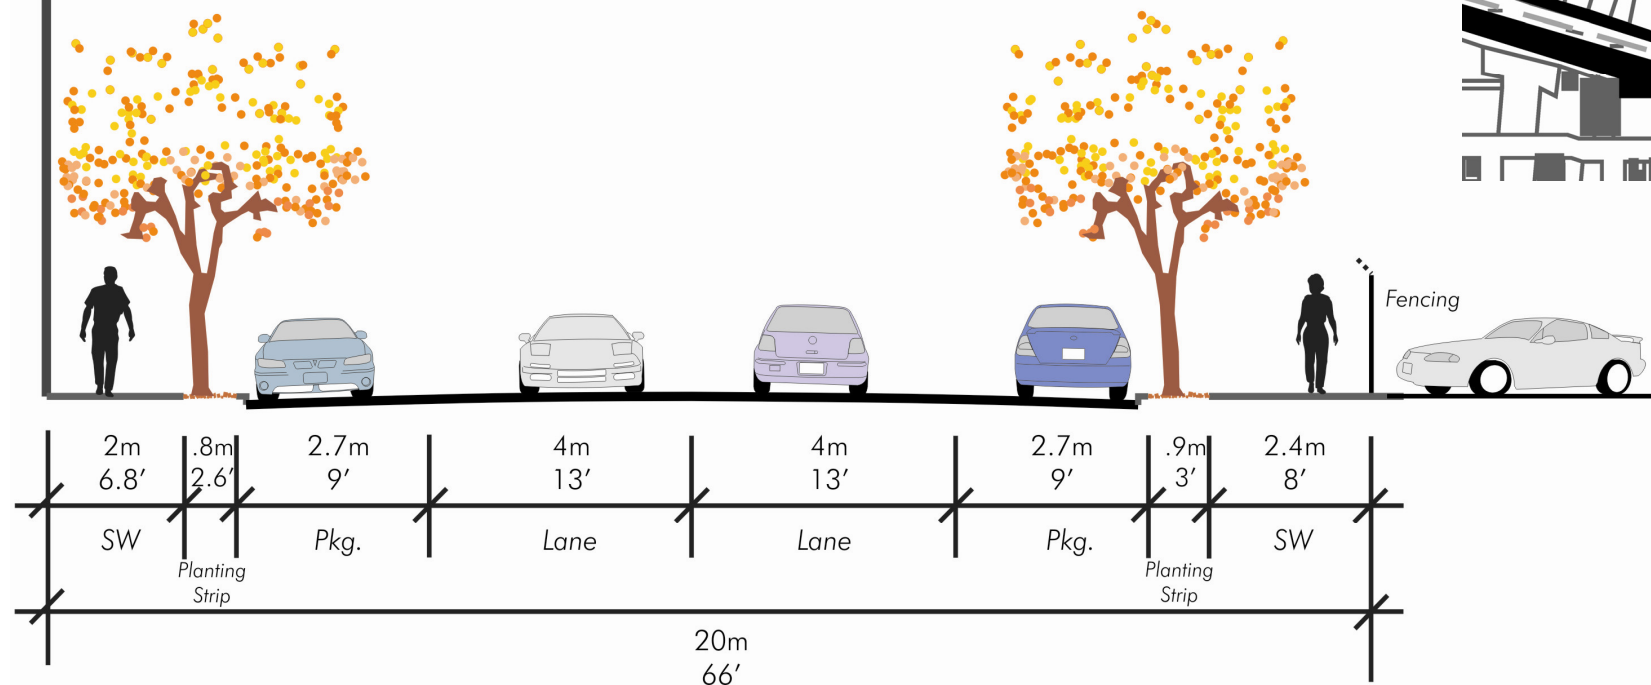 Fencing
2m .8m 2.7m 4m 4m 2.7m .9m 2.4m
6.8′ 2.6′ 9′ 13′ 13′ 9′ 3′ 8′
SW Pkg. Lane Lane Pkg. SW
Planting Planting
Strip Strip
20m
66′